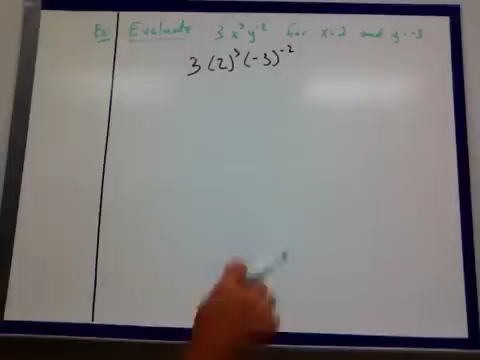 Ex Evaluate 3x³y⁻² for x=2 and y=-3
3(2)³(-3)⁻²